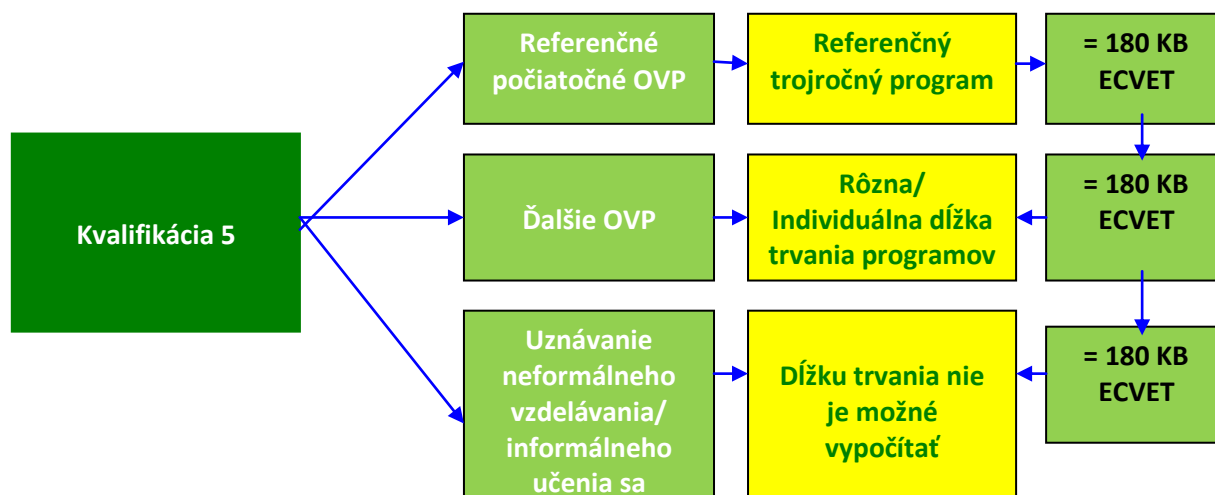 Referenčné
počiatočné OVP
Referenčný
trojročný program
= 180 KB
ECVET
Kvalifikácia 5
Ďalšie OVP
Rôzna/
Individuálna dĺžka
trvania programov
= 180 KB
ECVET
Uznávanie
neformálneho
vzdelávania/
informálneho
učenia sa
Dĺžku trvania nie
je možné
vypočítať
= 180 KB
ECVET